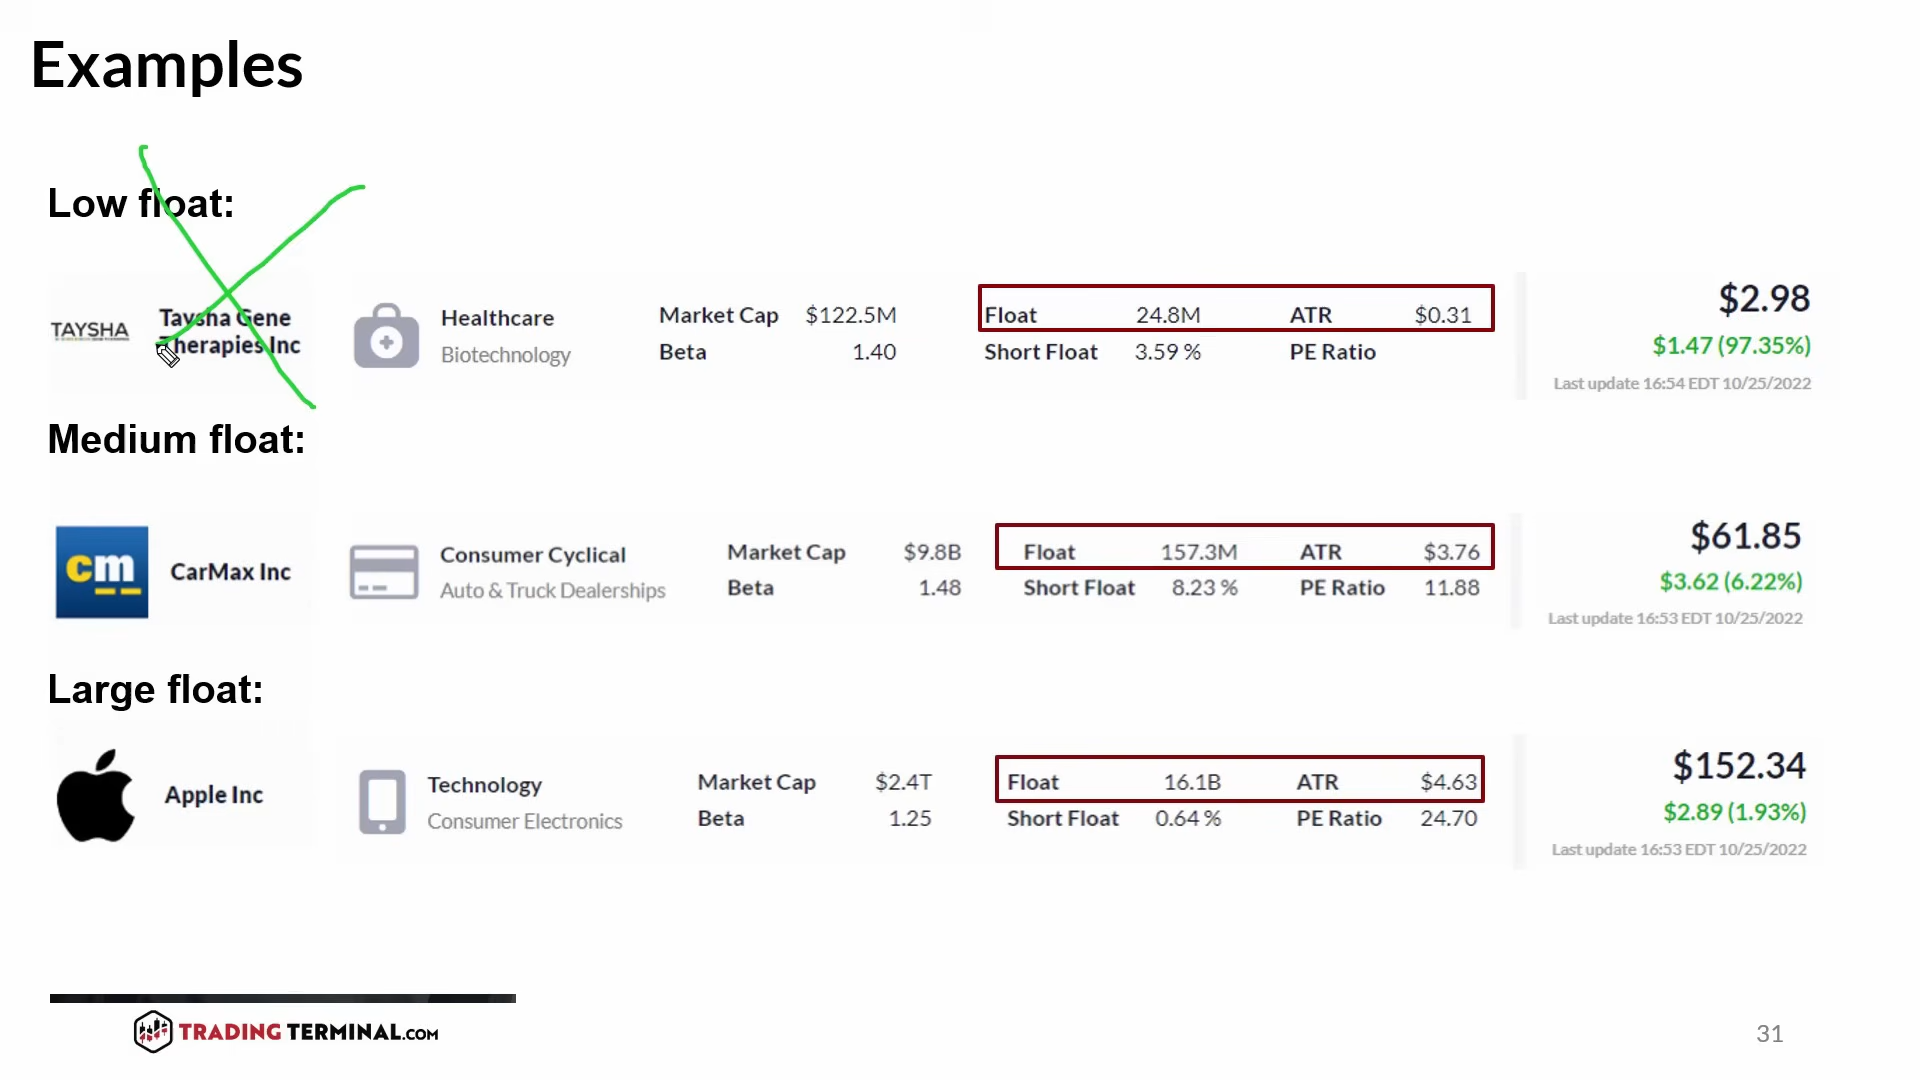 Examples
Low float:
TAYSHA
Taysha Gene
Therapies Inc
Healthcare
Biotechnology
Market Cap $122.5M
Beta 1.40
Float 24.8M ATR $0.31
Short Float 3.59 % PE Ratio
$2.98
$1.47 (97.35%)
Last update 16:54 EDT 10/25/2022
Medium float:
cm
CarMax Inc
Consumer Cyclical
Auto & Truck Dealerships
Market Cap $9.8B
Beta 1.48
Float 157.3M ATR $3.76
Short Float 8.23 % PE Ratio 11.88
$61.85
$3.62 (6.22%)
Last update 16:53 EDT 10/25/2022
Large float:
Apple Inc
Technology
Consumer Electronics
Market Cap $2.4T
Beta 1.25
Float 16.1B ATR $4.63
Short Float 0.64 % PE Ratio 24.70
$152.34
$2.89 (1.93%)
Last update 16:53 EDT 10/25/2022
TRADING TERMINAL.COM
31